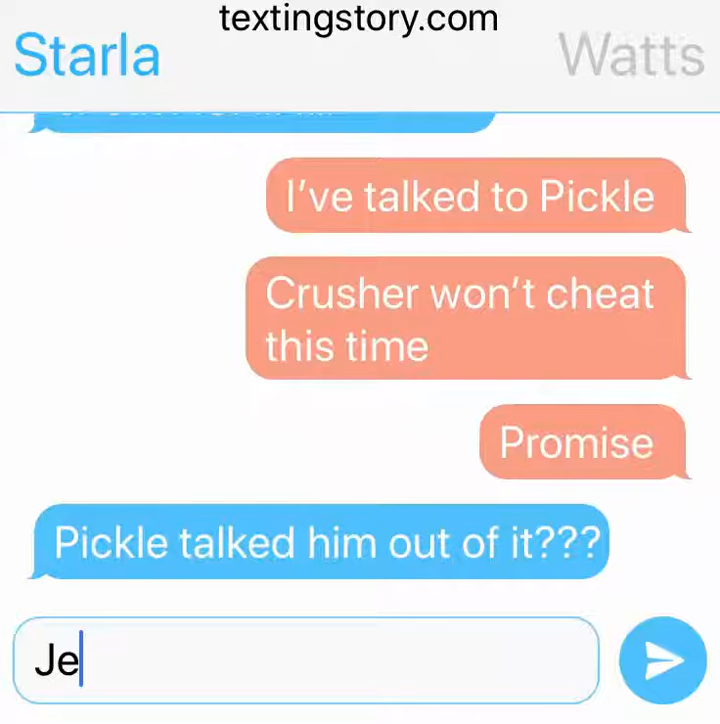 textingstory.com
Starla
Watts
I’ve talked to Pickle
Crusher won’t cheat
this time
Promise
Pickle talked him out of it???
Je